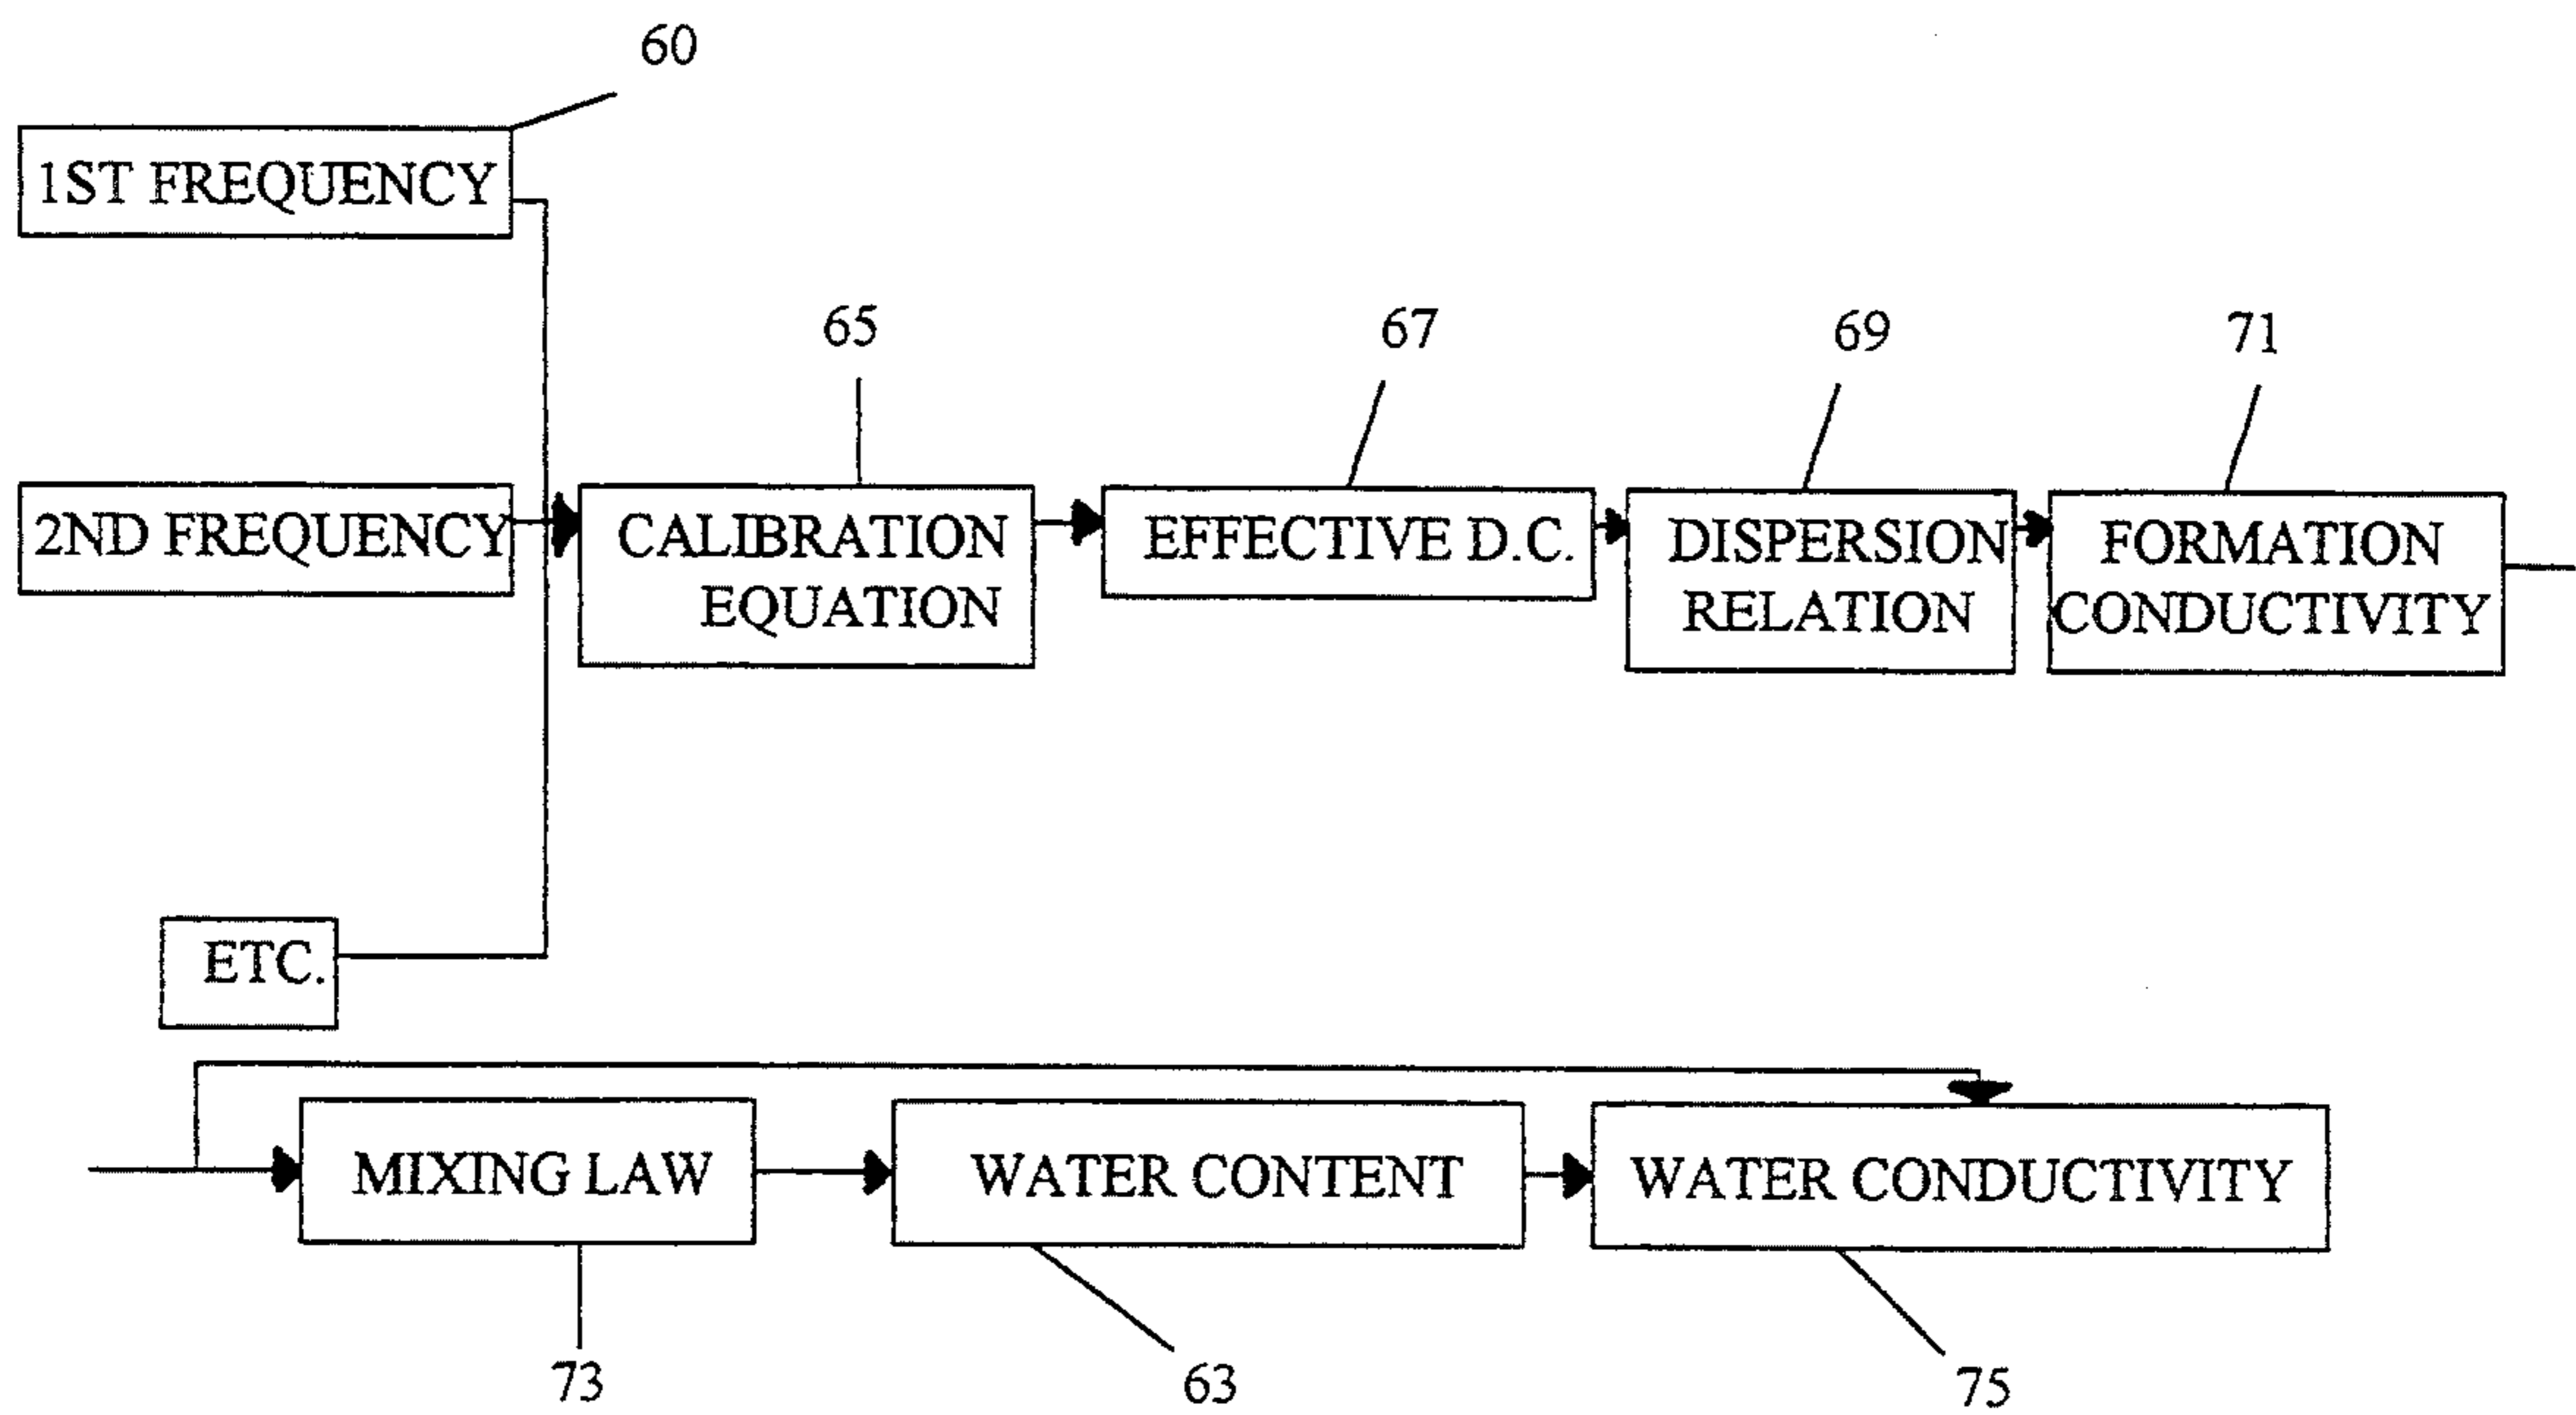 60
1ST FREQUENCY
65
67
69
71
2ND FREQUENCY
CALIBRATION
EQUATION
EFFECTIVE D.C.
DISPERSION
RELATION
FORMATION
CONDUCTIVITY
ETC.
MIXING LAW
WATER CONTENT
WATER CONDUCTIVITY
73
63
75